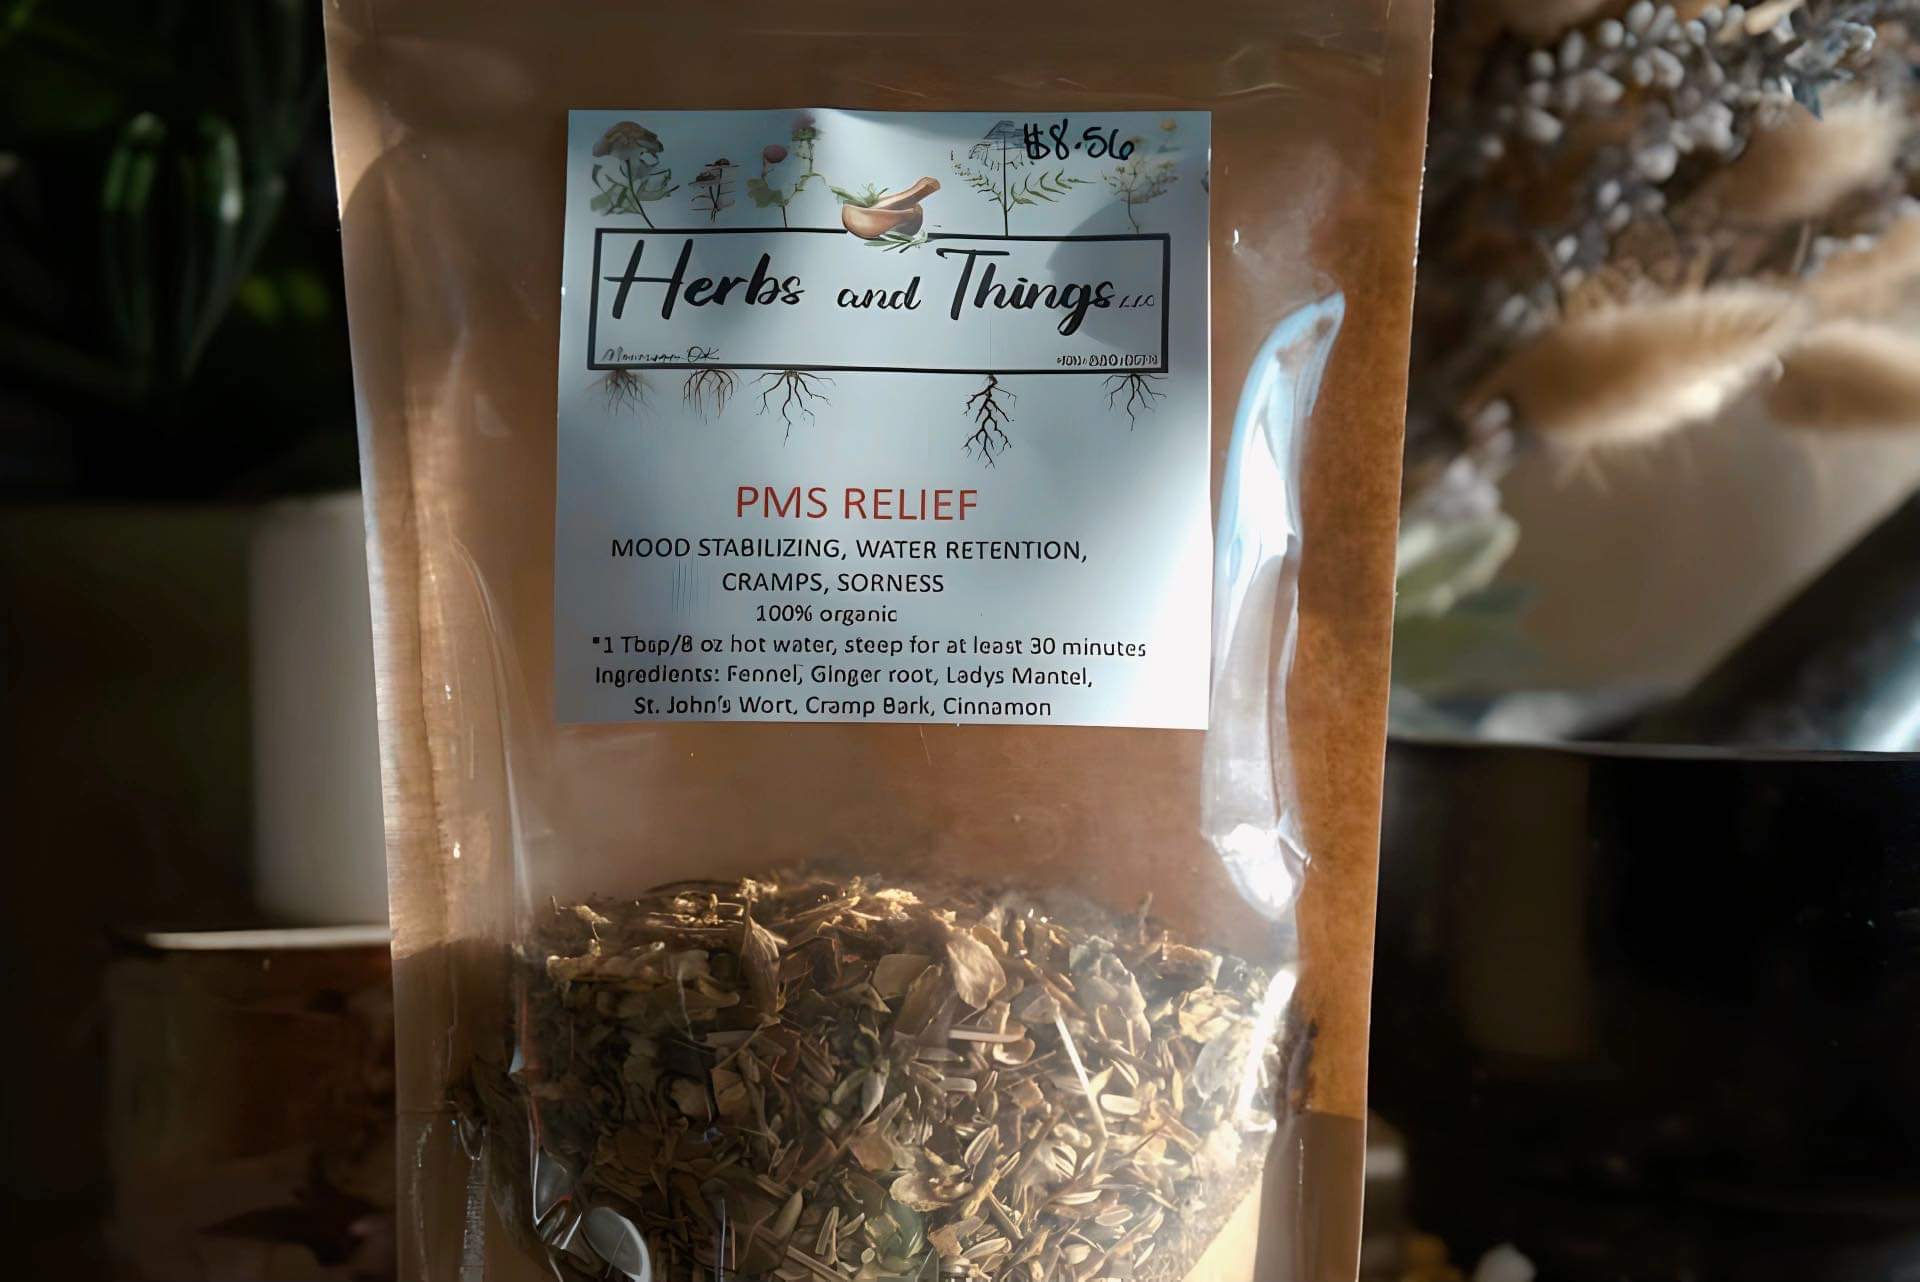 $8.56
Herbs and Things LLC
OK
PMS RELIEF
MOOD STABILIZING, WATER RETENTION,
CRAMPS, SORNESS
100% organic
*1 Tbsp/8 oz hot water, steep for at least 30 minutes
Ingredients: Fennel, Ginger root, Ladys Mantel,
St. John's Wort, Cramp Bark, Cinnamon